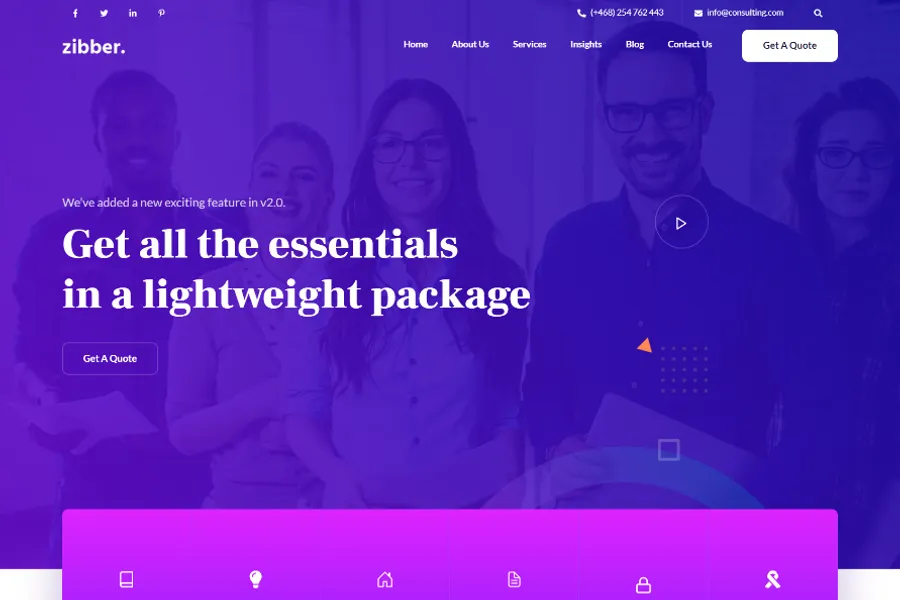 (+468) 254 762 443
info@consulting.com
zibber.
Home About Us Services Insights Blog Contact Us Get A Quote
We've added a new exciting feature in v2.0.
Get all the essentials
in a lightweight package
Get A Quote